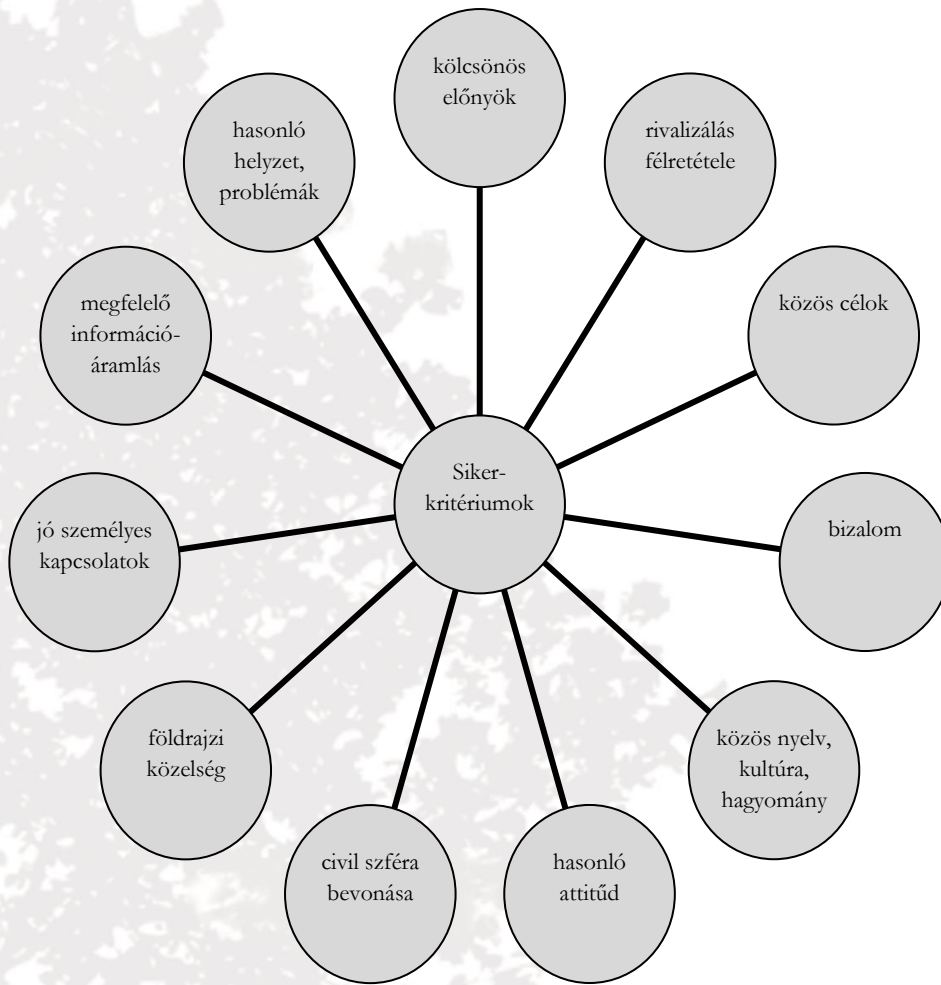 kölcsönös
előnyök
rivalizálás
félretétele
közös célok
bizalom
közös nyelv,
kultúra,
hagyomány
hasonló
attitűd
civil szféra
bevonása
földrajzi
közelség
jó személyes
kapcsolatok
megfelelő
információ-
áramlás
hasonló
helyzet,
problémák
Siker-
kritériumok